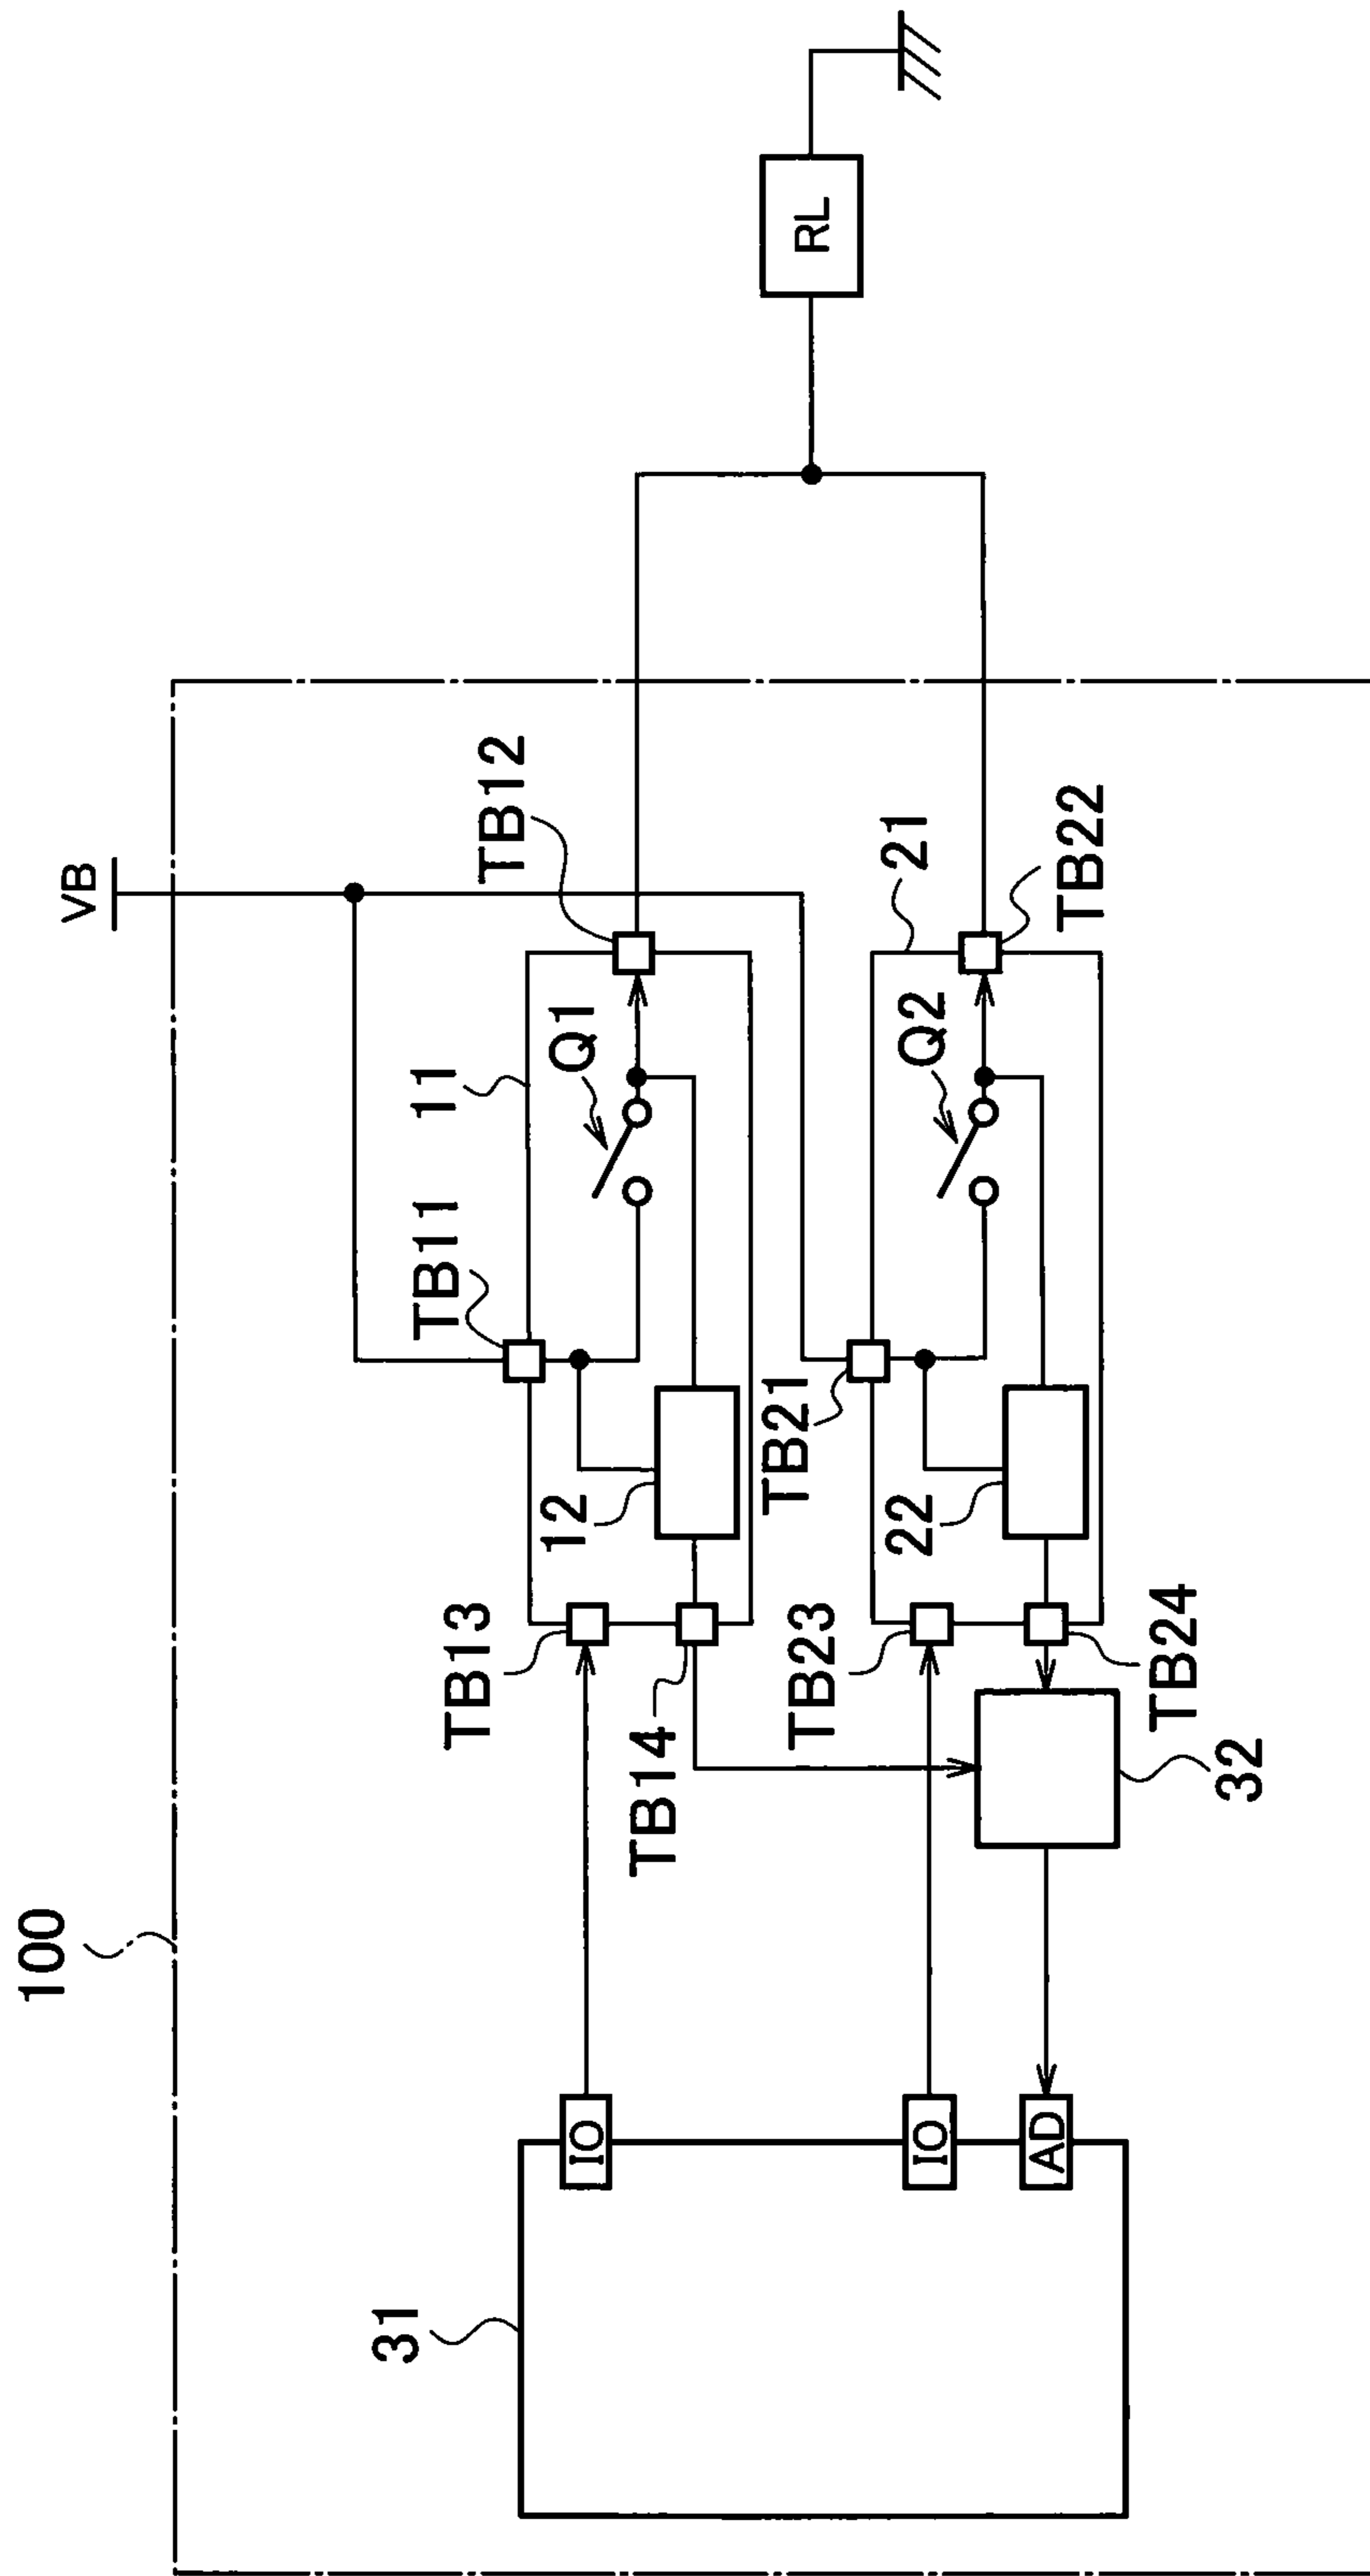 100
VB
31
IO
IO
AD
TB13
TB14
TB11
11
12
Q1
TB12
TB23
TB21
22
Q2
21
TB22
TB24
32
RL